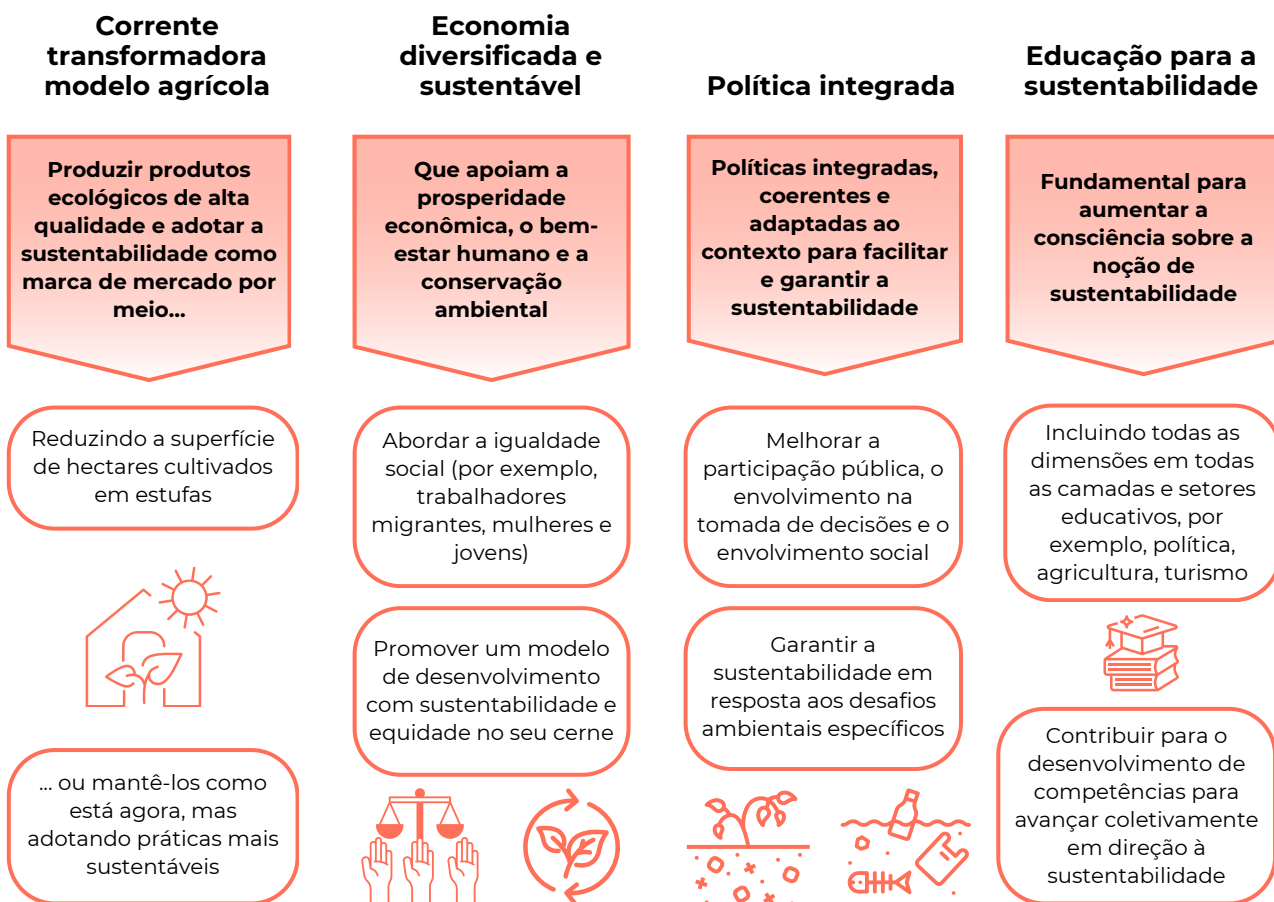 Corrente
transformadora
modelo agrícola
Produzir produtos
ecológicos de alta
qualidade e adotar a
sustentabilidade como
marca de mercado por
meio...
Reduzindo a superfície
de hectares cultivados
em estufas
... ou mantê-los como
está agora, mas
adotando práticas mais
sustentáveis
Economia
diversificada e
sustentável
Que apoiam a
prosperidade
econômica, o bem-
estar humano e a
conservação
ambiental
Abordar a igualdade
social (por exemplo,
trabalhadores
migrantes, mulheres e
jovens)
Promover um modelo
de desenvolvimento
com sustentabilidade e
equidade no seu cerne
Política integrada
Políticas integradas,
coerentes e
adaptadas ao
contexto para facilitar
e garantir a
sustentabilidade
Melhorar a
participação pública, o
envolvimento na
tomada de decisões e o
envolvimento social
Garantir a
sustentabilidade em
resposta aos desafios
ambientais específicos
Educação para a
sustentabilidade
Fundamental para
aumentar a
consciência sobre a
noção de
sustentabilidade
Incluindo todas as
dimensões em todas
as camadas e setores
educativos, por
exemplo, política,
agricultura, turismo
Contribuir para o
desenvolvimento de
competências para
avançar coletivamente
em direção à
sustentabilidade